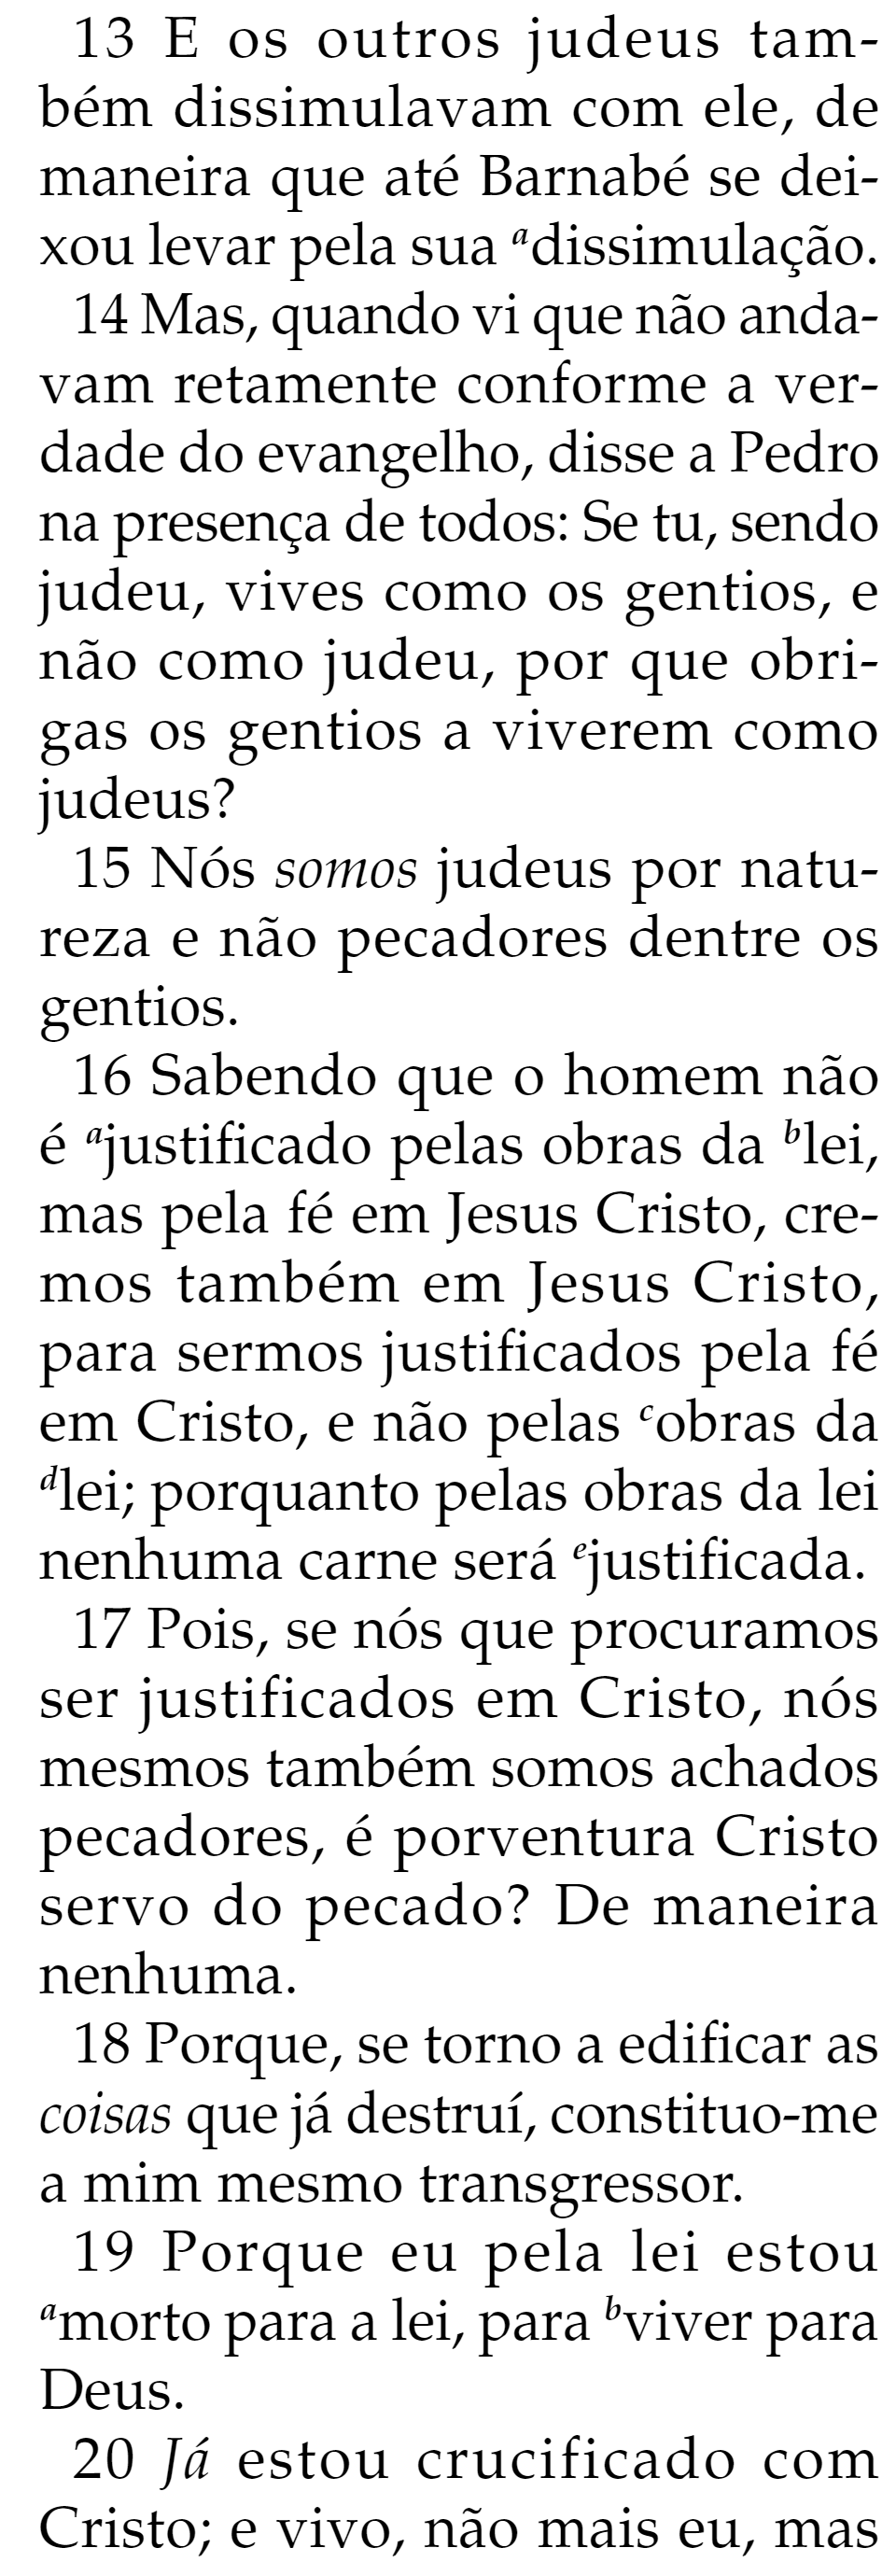 13 E os outros judeus tam-
bém dissimulavam com ele, de
maneira que até Barnabé se dei-
xou levar pela sua adissimulação.
14 Mas, quando vi que não anda-
vam retamente conforme a ver-
dade do evangelho, disse a Pedro
na presença de todos: Se tu, sendo
judeu, vives como os gentios, e
não como judeu, por que obri-
gas os gentios a viverem como
judeus?
15 Nós somos judeus por natu-
reza e não pecadores dentre os
gentios.
16 Sabendo que o homem não
é ajustificado pelas obras da blei,
mas pela fé em Jesus Cristo, cre-
mos também em Jesus Cristo,
para sermos justificados pela fé
em Cristo, e não pelas cobras da
dlei; porquanto pelas obras da lei
nenhuma carne será ejustificada.
17 Pois, se nós que procuramos
ser justificados em Cristo, nós
mesmos também somos achados
pecadores, é porventura Cristo
servo do pecado? De maneira
nenhuma.
18 Porque, se torno a edificar as
coisas que já destruí, constituo-me
a mim mesmo transgressor.
19 Porque eu pela lei estou
amorto para a lei, para bviver para
Deus.
20 Já estou crucificado com
Cristo; e vivo, não mais eu, mas